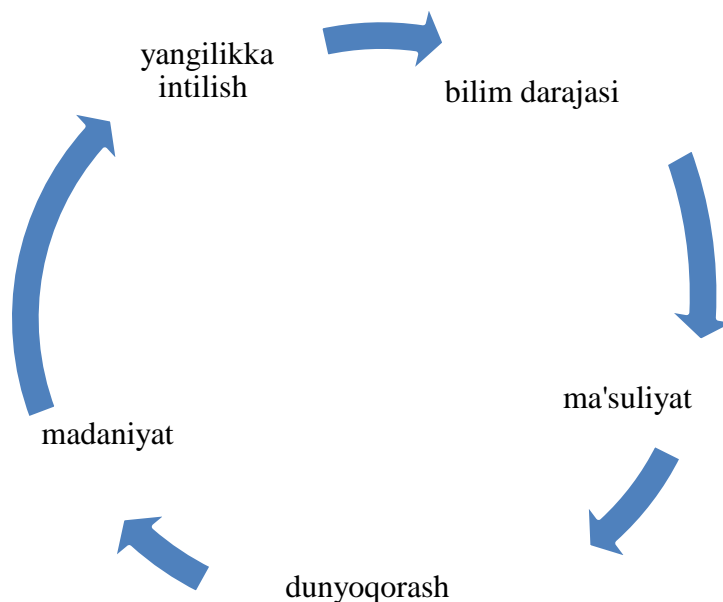 yangilikka
intilish
bilim darajasi
ma'suliyat
dunyoqorash
madaniyat